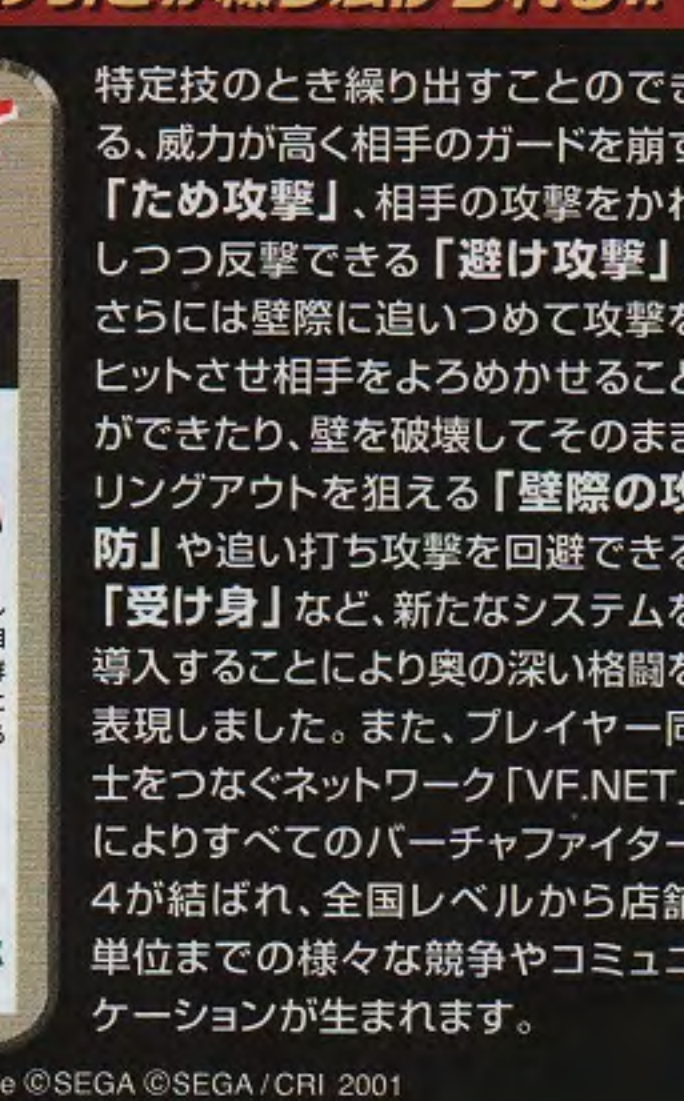 特定技のとき繰り出すことのでき
る、威力が高く相手のガードを崩す
「ため攻撃」、相手の攻撃をかわ
しつつ反撃できる「避け攻撃」
さらには壁際に追いつめて攻撃を
ヒットさせ相手をよろめかせること
ができたり、壁を破壊してそのまま
リングアウトを狙える「壁際の攻
防」や追い打ち攻撃を回避できる
「受け身」など、新たなシステムを
導入することにより奥の深い格闘を
表現しました。また、プレイヤー同
士をつなぐネットワーク「VF.NET」
によりすべてのバーチャファイター
4が結ばれ、全国レベルから店舗
単位までの様々な競争やコミュニ
ケーションが生まれます。
©SEGA ©SEGA/CRI 2001